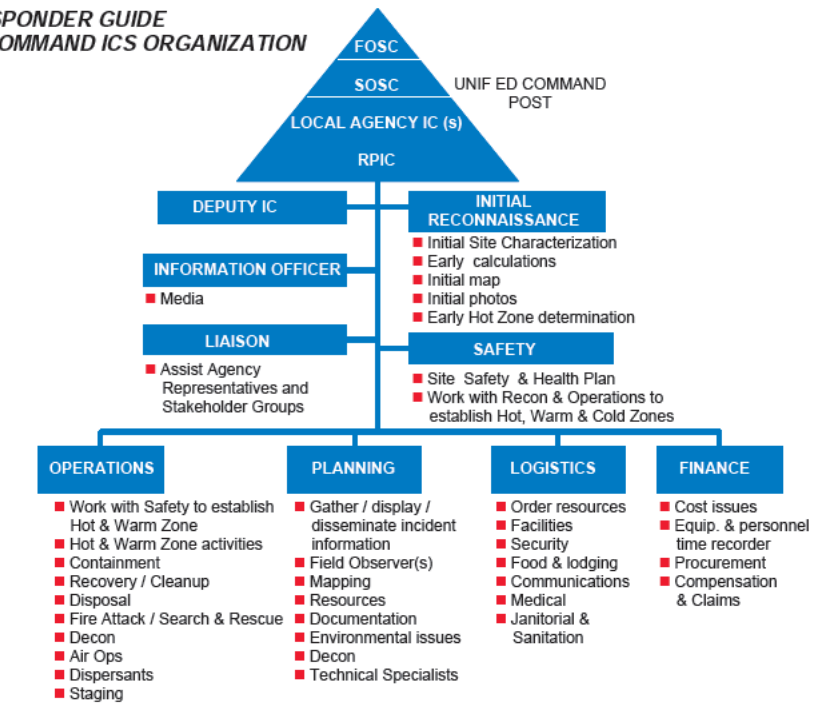 SPONDER GUIDE
OMMAND ICS ORGANIZATION
FOSC
SOSC
LOCAL AGENCY IC (s)
RPIC
UNIF ED COMMAND
POST
DEPUTY IC
INITIAL
RECONNAISSANCE
Initial Site Characterization
Early calculations
Initial map
Initial photos
Early Hot Zone determination
INFORMATION OFFICER
Media
LIAISON
Assist Agency
Representatives and
Stakeholder Groups
SAFETY
Site Safety & Health Plan
Work with Recon & Operations to
establish Hot, Warm & Cold Zones
OPERATIONS
Work with Safety to establish
Hot & Warm Zone
Hot & Warm Zone activities
Containment
Recovery / Cleanup
Disposal
Fire Attack / Search & Rescue
Decon
Air Ops
Dispersants
Staging
PLANNING
Gather / display /
disseminate incident
information
Field Observer(s)
Mapping
Resources
Documentation
Environmental issues
Decon
Technical Specialists
LOGISTICS
Order resources
Facilities
Security
Food & lodging
Communications
Medical
Janitorial &
Sanitation
FINANCE
Cost issues
Equip. & personnel
time recorder
Procurement
Compensation
& Claims